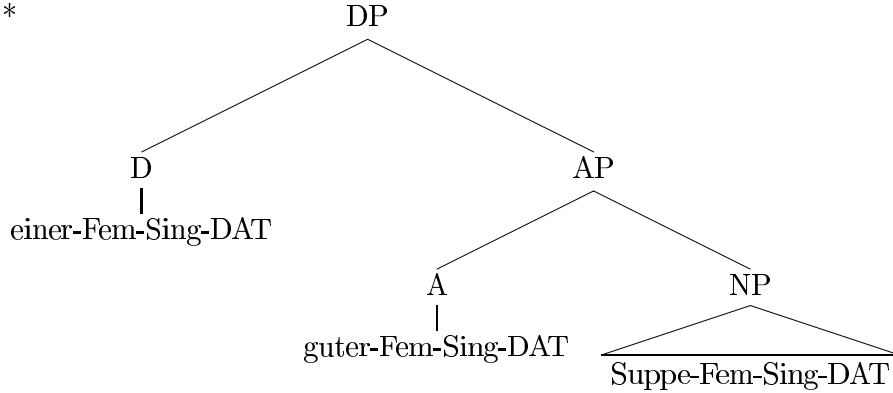 *
DP
D AP
einer-Fem-Sing-DAT
A NP
guter-Fem-Sing-DAT
Suppe-Fem-Sing-DAT